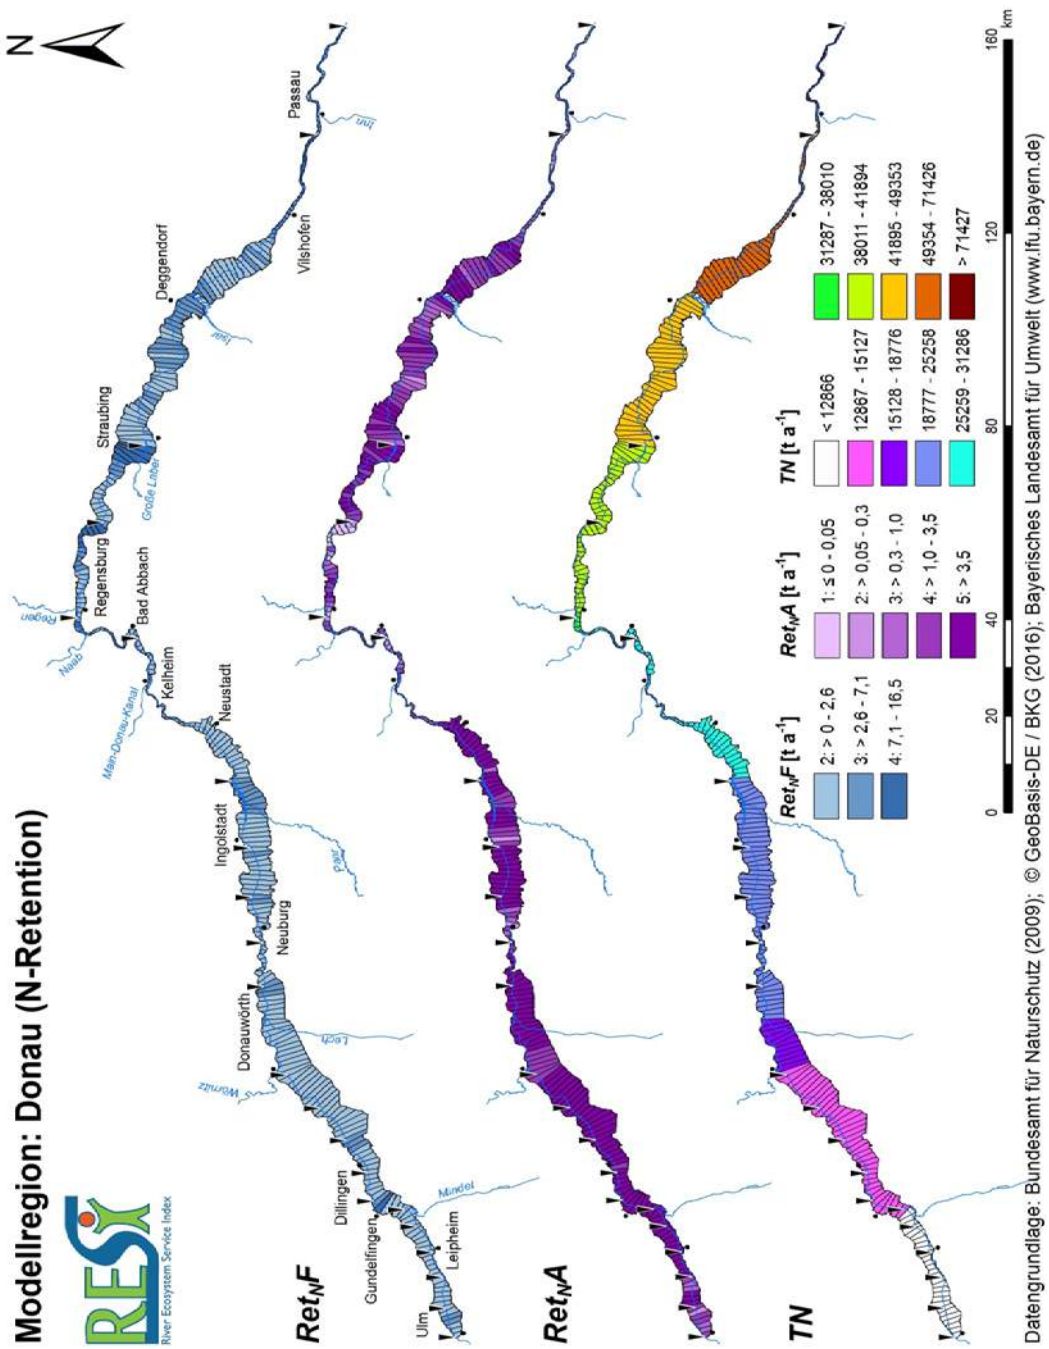 Modellregion: Donau (N-Retention)
N
RESI
River Ecosystem Service Index
Ret_N F
Ulm
Leipheim
Gundelfingen
Dillingen
Mindel
Wörnitz
Donauwörth
Lech
Neuburg
Ingolstadt
Paar
Neustadt
Main-Donau-Kanal
Kelheim
Bad Abbach
Naab
Regen
Regensburg
Große Laber
Straubing
Isar
Deggendorf
Vilshofen
Passau
Inn
Ret_N A
TN
Ret_N F [t a⁻¹]
2: > 0 - 2,6
3: > 2,6 - 7,1
4: 7,1 - 16,5
Ret_N A [t a⁻¹]
1: ≤ 0 - 0,05
2: > 0,05 - 0,3
3: > 0,3 - 1,0
4: > 1,0 - 3,5
5: > 3,5
TN [t a⁻¹]
< 12866
12867 - 15127
15128 - 18776
18777 - 25258
25259 - 31286
31287 - 38010
38011 - 41894
41895 - 49353
49354 - 71426
> 71427
0 20 40 80 120 160 km
Datengrundlage: Bundesamt für Naturschutz (2009); © GeoBasis-DE / BKG (2016); Bayerisches Landesamt für Umwelt (www.lfu.bayern.de)